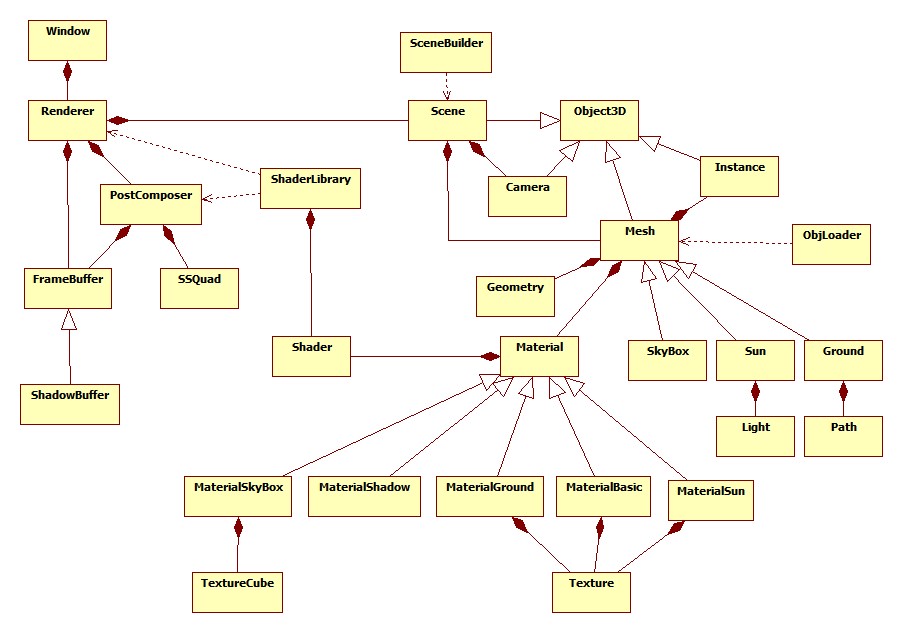 Window
SceneBuilder
Renderer
Scene
Object3D
Instance
ShaderLibrary
PostComposer
Camera
Mesh
ObjLoader
FrameBuffer
SSQuad
Geometry
Shader
Material
SkyBox
Sun
Ground
ShadowBuffer
Light
Path
MaterialSkyBox
MaterialShadow
MaterialGround
MaterialBasic
MaterialSun
TextureCube
Texture